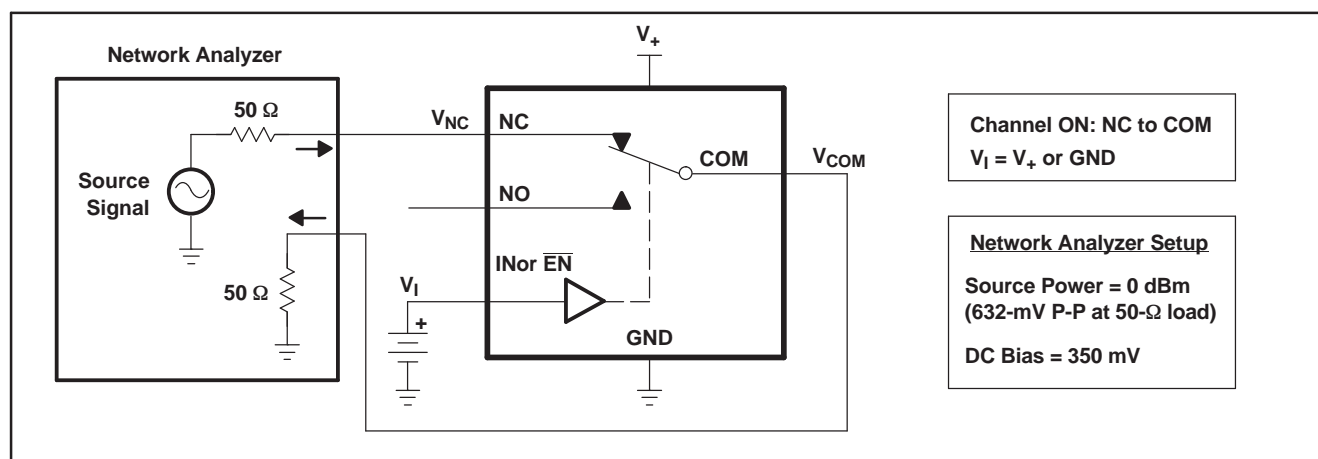 V+
Network Analyzer
50 Ω
VNC
NC
COM
VCOM
Source
Signal
NO
50 Ω
VI
INor EN
+
GND
Channel ON: NC to COM
VI = V+ or GND
Network Analyzer Setup
Source Power = 0 dBm
(632-mV P-P at 50-Ω load)
DC Bias = 350 mV